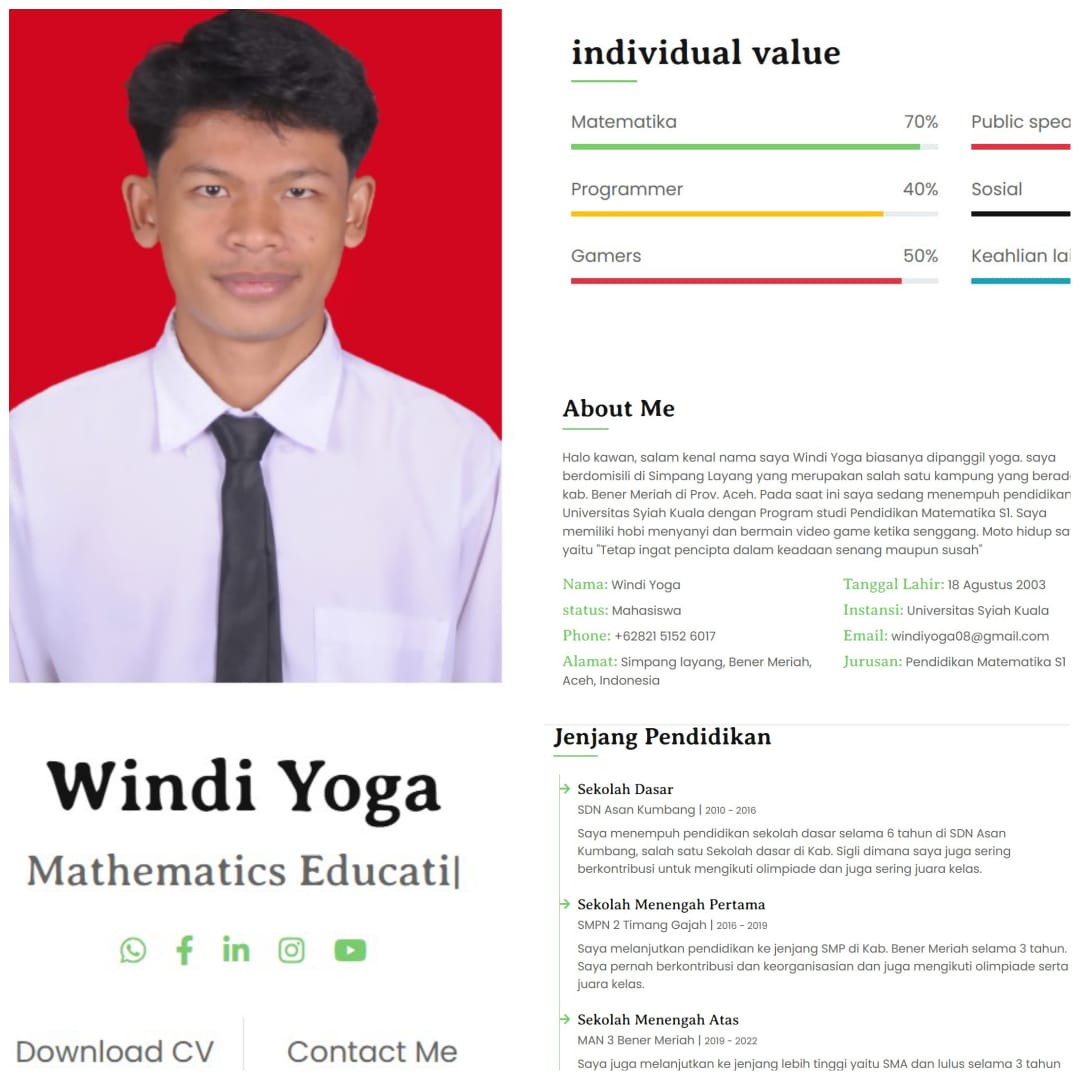 Windi Yoga
Mathematics Educati|
Download CV
Contact Me
individual value
Matematika 70%
Programmer 40%
Gamers 50%
Public
Sosial
Keahlian
About Me
Halo kawan, salam kenal nama saya Windi Yoga biasanya dipanggil yoga. saya
berdomisili di Simpang Layang yang merupakan salah satu kampung yang
kab. Bener Meriah di Prov. Aceh. Pada saat ini saya sedang menempuh pendidikan
Universitas Syiah Kuala dengan Program studi Pendidikan Matematika S1. Saya
memiliki hobi menyanyi dan bermain video game ketika senggang. Moto hidup
yaitu "Tetap ingat pencipta dalam keadaan senang maupun susah"
Nama: Windi Yoga
status: Mahasiswa
Phone: +62821 5152 6017
Alamat: Simpang layang, Bener Meriah,
Aceh, Indonesia
Tanggal Lahir: 18 Agustus 2003
Instansi: Universitas Syiah Kuala
Email: windiyoga08@gmail.com
Jurusan: Pendidikan Matematika S1
Jenjang Pendidikan
Sekolah Dasar
SDN Asan Kumbang | 2010 - 2016
Saya menempuh pendidikan sekolah dasar selama 6 tahun di SDN Asan
Kumbang, salah satu Sekolah dasar di Kab. Sigli dimana saya juga sering
berkontribusi untuk mengikuti olimpiade dan juga sering juara kelas.
Sekolah Menengah Pertama
SMPN 2 Timang Gajah | 2016 - 2019
Saya melanjutkan pendidikan ke jenjang SMP di Kab. Bener Meriah selama 3 tahun.
Saya pernah berkontribusi dan keorganisasian dan juga mengikuti olimpiade serta
juara kelas.
Sekolah Menengah Atas
MAN 3 Bener Meriah | 2019 - 2022
Saya juga melanjutkan ke jenjang lebih tinggi yaitu SMA dan lulus selama 3 tahun